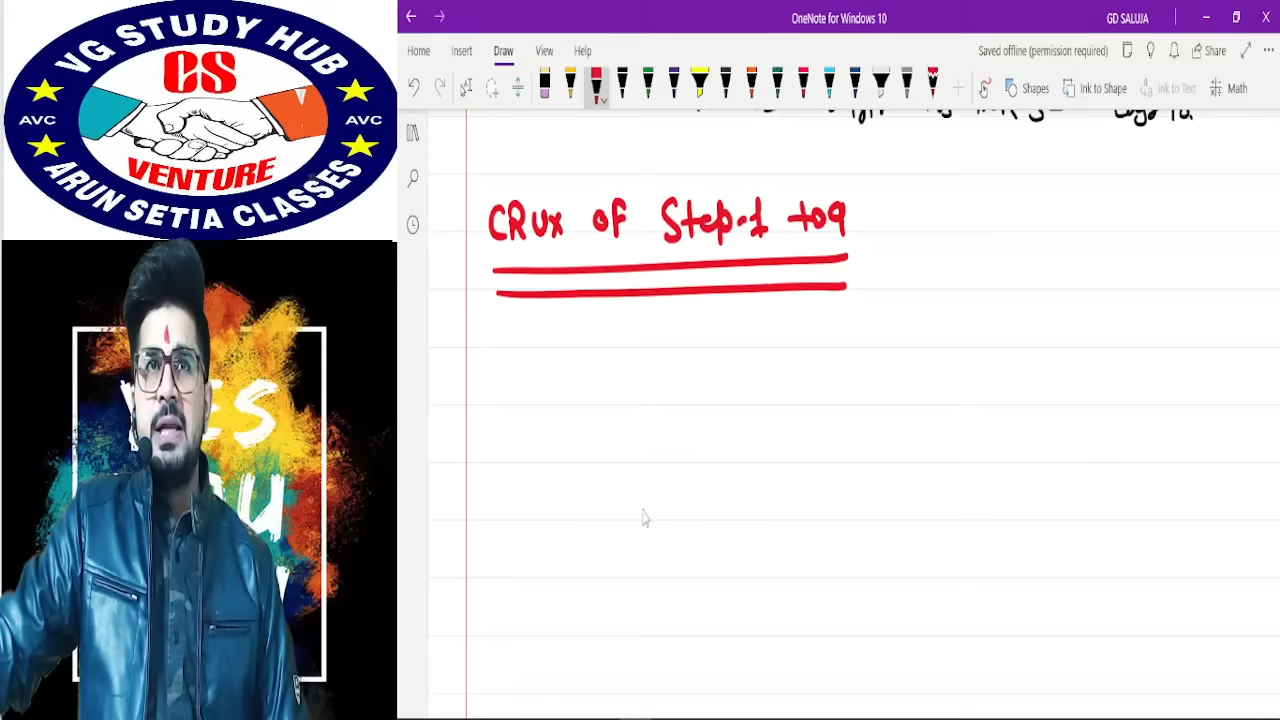 VG STUDY HUB
CS
AVC
AVC
VENTURE
ARUN SETIA CLASSES
OneNote for Windows 10
GD SALUJA
Home Insert Draw View Help
Saved offline (permission required)
Share
Shapes
Ink to Shape
Ink to Text
Math
CRux of Step-1 to 9